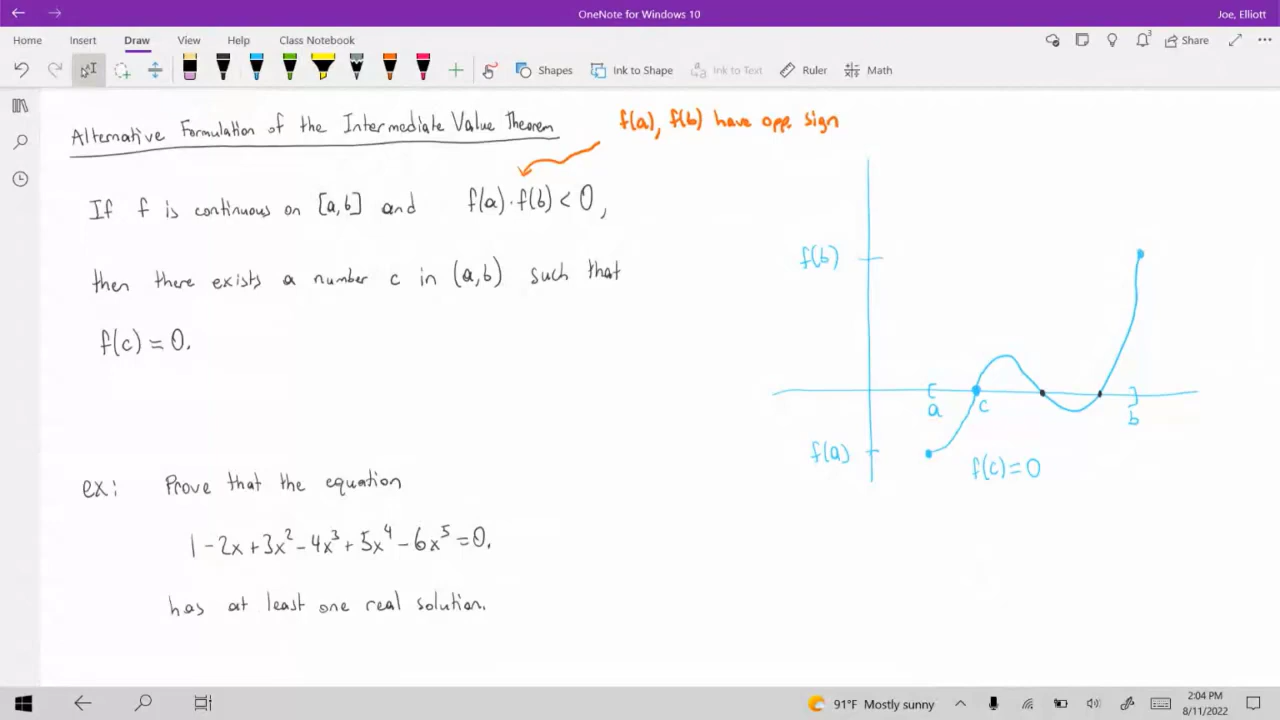 OneNote for Windows 10
Joe, Elliott
Home Insert Draw View Help Class Notebook
Share
Shapes Ink to Shape Ink to Text Ruler Math
Alternative Formulation of the Intermediate Value Theorem
f(a), f(b) have opp. sign
If f is continuous on [a,b] and f(a)·f(b) < 0,
then there exists a number c in (a,b) such that
f(c) = 0.
f(b)
a c b
f(a)
f(c) = 0
ex: Prove that the equation
1 - 2x + 3x² - 4x³ + 5x⁴ - 6x⁵ = 0.
has at least one real solution.
91°F Mostly sunny
2:04 PM
8/11/2022